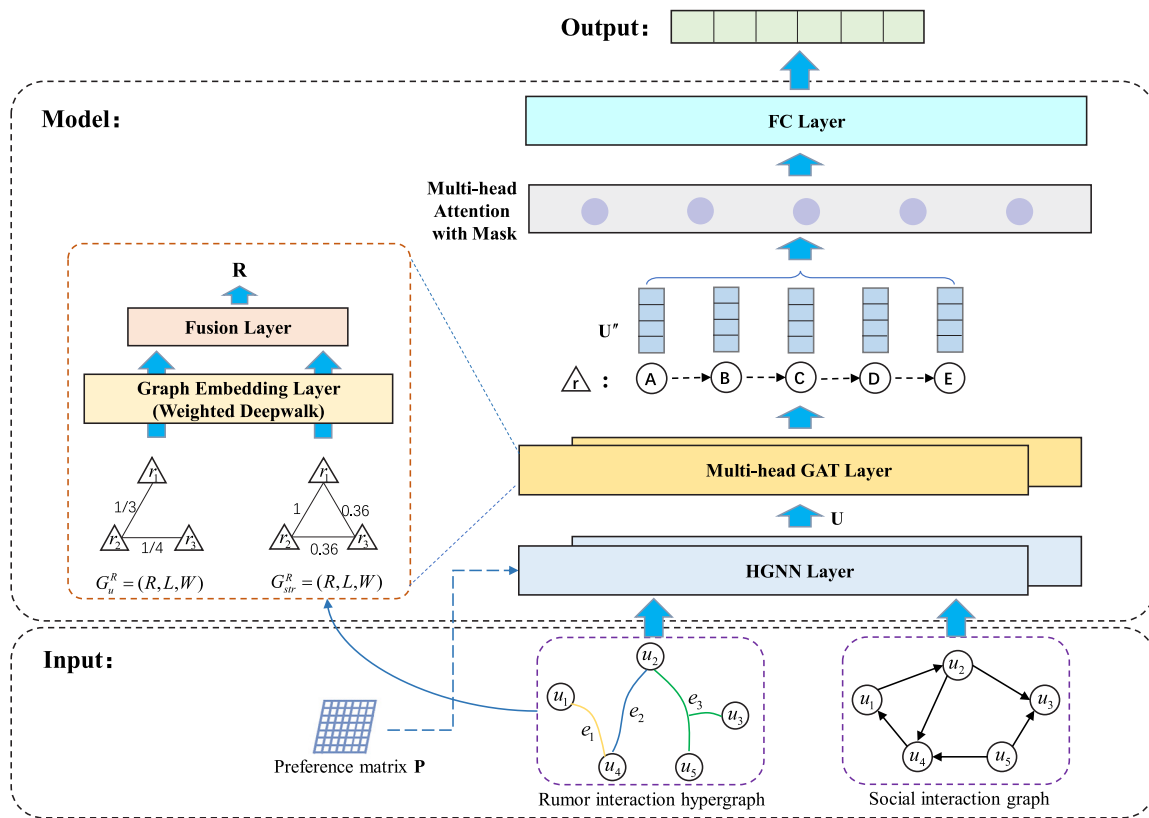 Output:
Model:
FC Layer
Multi-head
Attention
with Mask
R
Fusion Layer
U″
r : A B C D E
Graph Embedding Layer
(Weighted Deepwalk)
Multi-head GAT Layer
r₁
1/3
r₂
1/4
r₃
r₁
1
0.36
r₂
0.36
r₃
U
HGNN Layer
G_u^R = (R, L, W)
G_str^R = (R, L, W)
Input:
Preference matrix P
u₁
u₂
u₃
u₄
u₅
e₁
e₂
e₃
Rumor interaction hypergraph
u₁
u₂
u₃
u₄
u₅
Social interaction graph